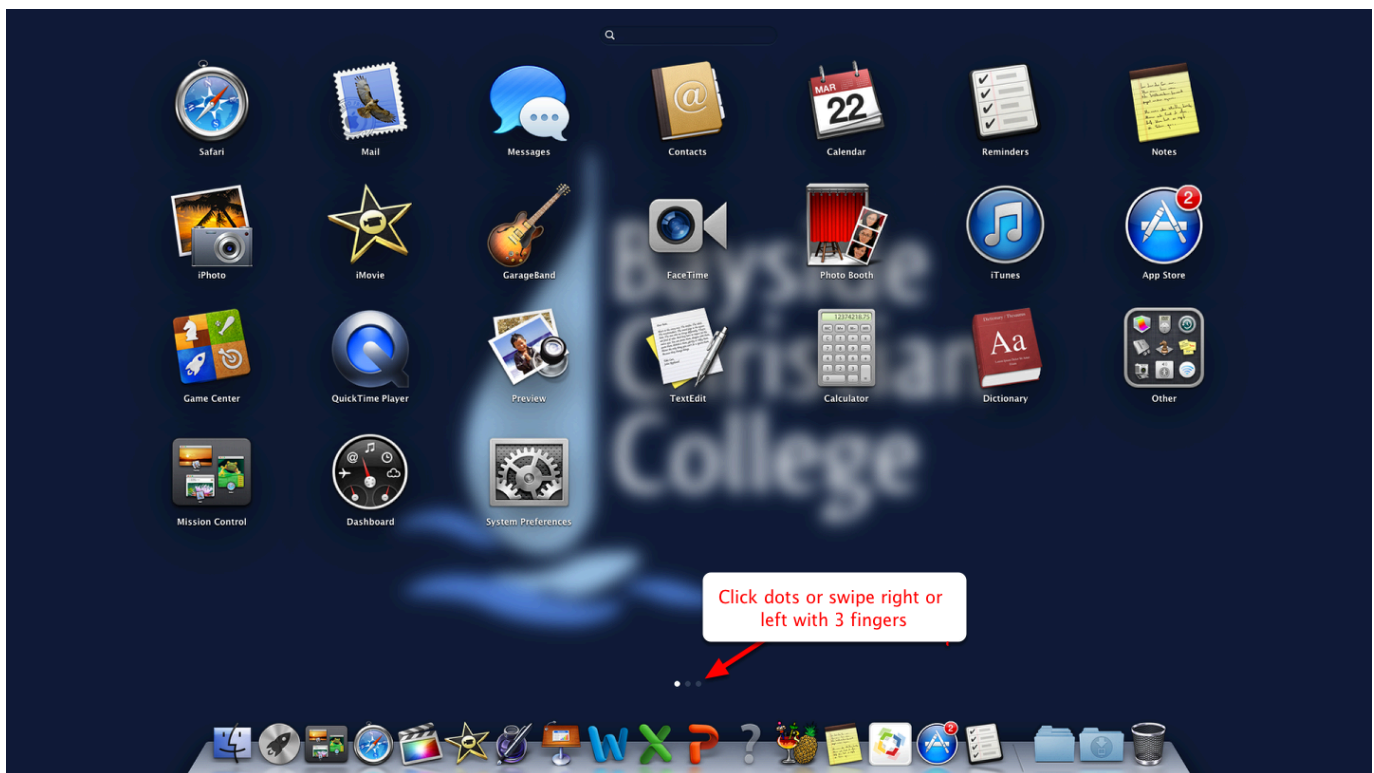 Safari
Mail
Messages
Contacts
MAR
22
Calendar
Reminders
Notes
iPhoto
iMovie
GarageBand
FaceTime
Photo Booth
iTunes
2
App Store
Game Center
QuickTime Player
Preview
TextEdit
12374218.75
Calculator
Aa
Dictionary
Other
Mission Control
Dashboard
System Preferences
Bayside
Christian
College
Click dots or swipe right or
left with 3 fingers
W
X
P
?
2